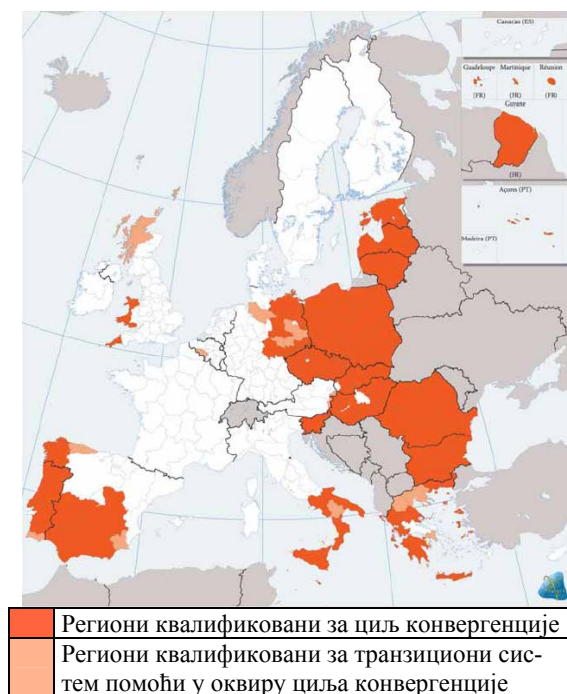 Canarias (ES)
Guadeloupe Martinique Réunion
(FR) (FR) (FR)
Guyane
(FR)
Açores (PT)
Madeira (PT)
Региони квалификовани за циљ конвергенције
Региони квалификовани за транзициони сис-
тем помоћи у оквиру циља конвергенције